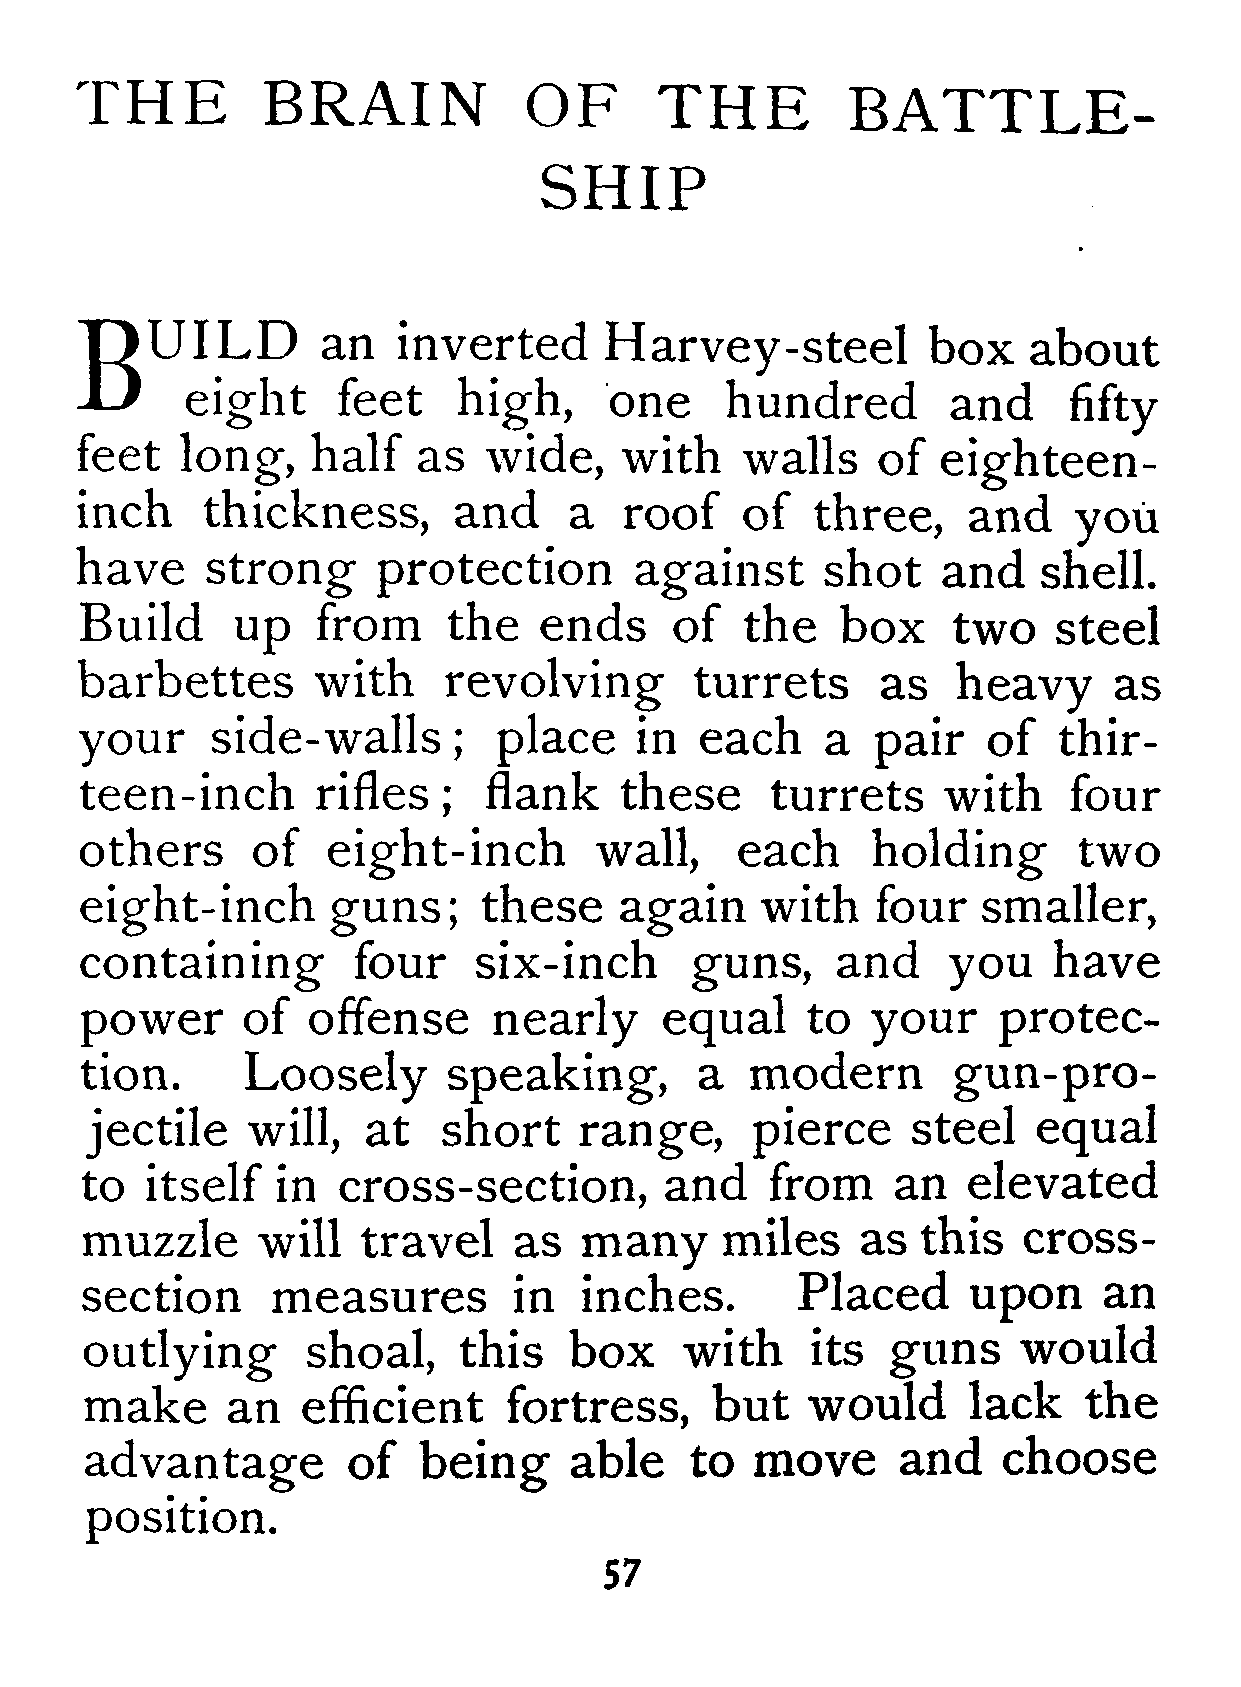 THE BRAIN OF THE BATTLE-
SHIP
BUILD an inverted Harvey-steel box about
eight feet high, one hundred and fifty
feet long, half as wide, with walls of eighteen-
inch thickness, and a roof of three, and you
have strong protection against shot and shell.
Build up from the ends of the box two steel
barbettes with revolving turrets as heavy as
your side-walls; place in each a pair of thir-
teen-inch rifles; flank these turrets with four
others of eight-inch wall, each holding two
eight-inch guns; these again with four smaller,
containing four six-inch guns, and you have
power of offense nearly equal to your protec-
tion. Loosely speaking, a modern gun-pro-
jectile will, at short range, pierce steel equal
to itself in cross-section, and from an elevated
muzzle will travel as many miles as this cross-
section measures in inches. Placed upon an
outlying shoal, this box with its guns would
make an efficient fortress, but would lack the
advantage of being able to move and choose
position.
57